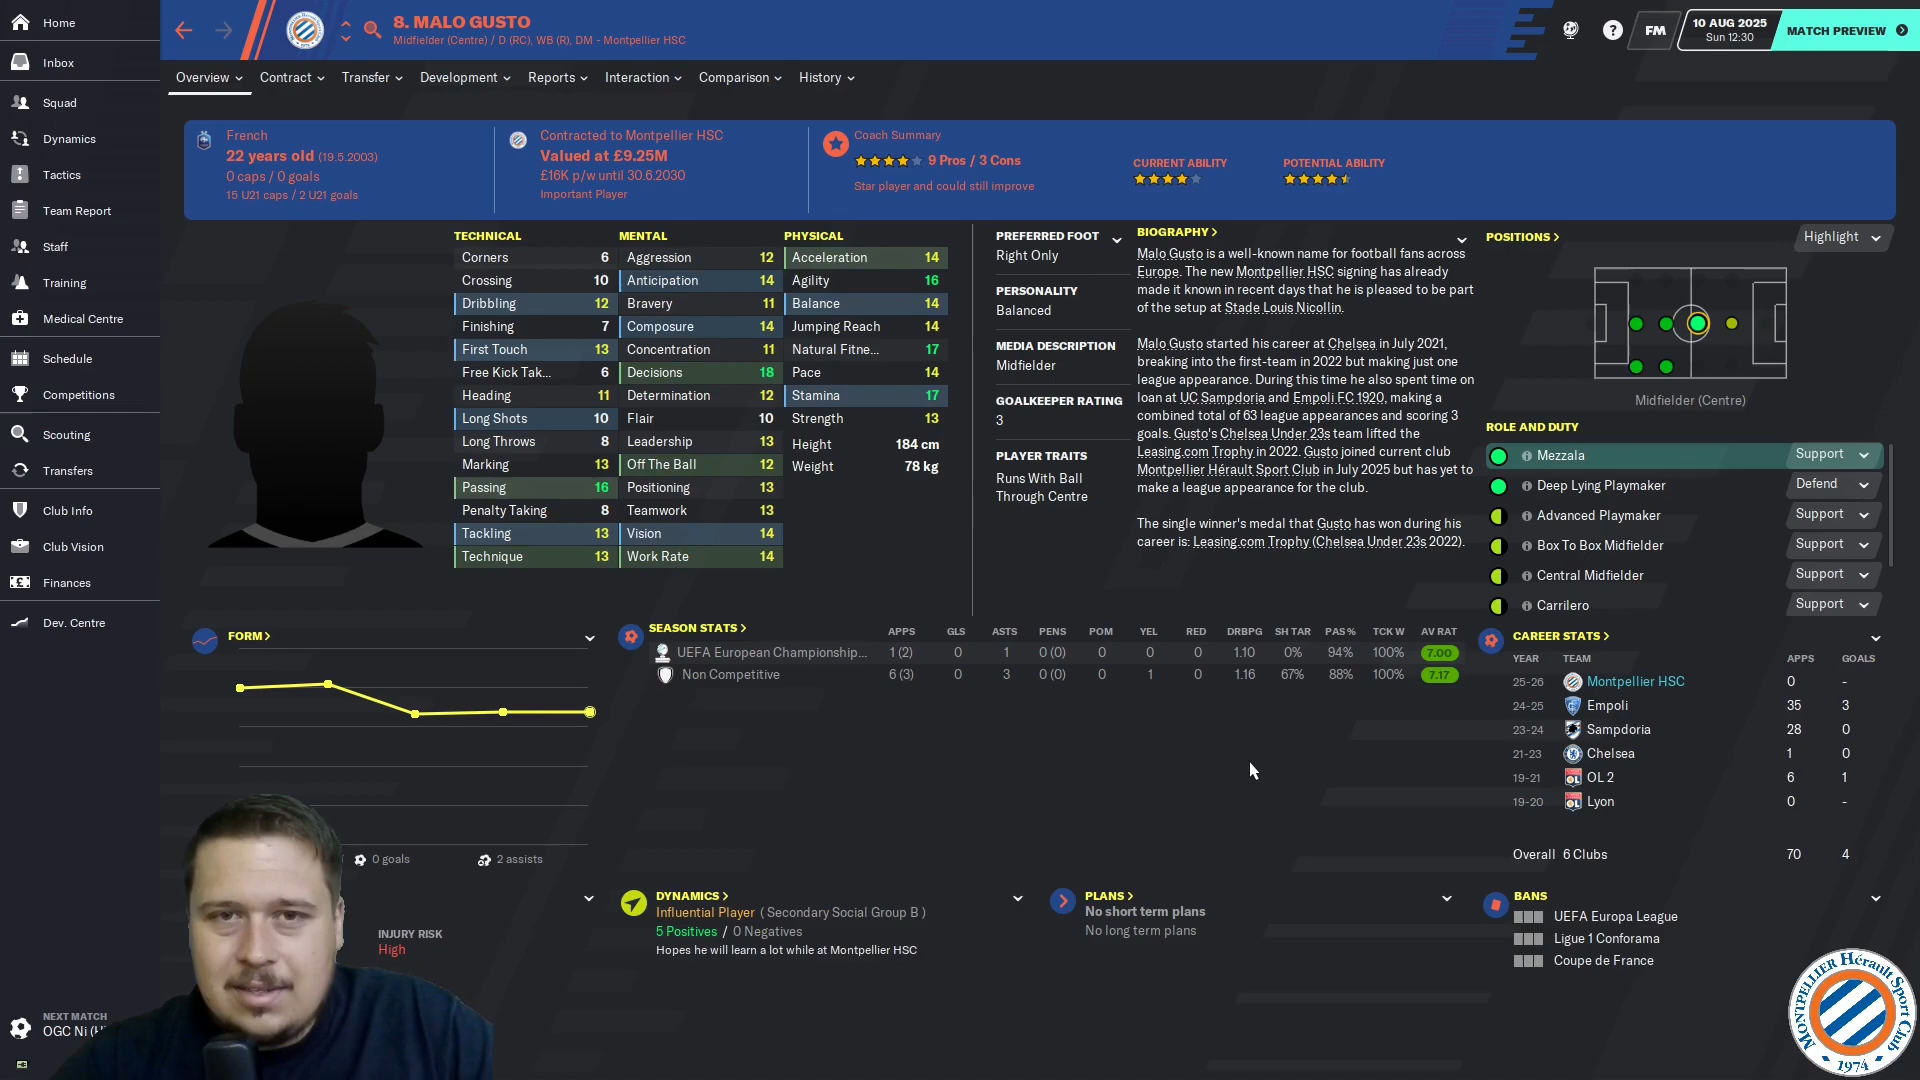 Home
Inbox
Squad
Dynamics
Tactics
Team Report
Staff
Training
Medical Centre
Schedule
Competitions
Scouting
Transfers
Club Info
Club Vision
Finances
Dev. Centre
NEXT MATCH
OGC Ni (H
8. MALO GUSTO
Midfielder (Centre) / D (RC), WB (R), DM - Montpellier HSC
?
FM
10 AUG 2025
Sun 12:30
MATCH PREVIEW
Overview Contract Transfer Development Reports Interaction Comparison History
French
22 years old (19.5.2003)
0 caps / 0 goals
15 U21 caps / 2 U21 goals
Contracted to Montpellier HSC
Valued at £9.25M
£16K p/w until 30.6.2030
Important Player
Coach Summary
9 Pros / 3 Cons
Star player and could still improve
CURRENT ABILITY
POTENTIAL ABILITY
TECHNICAL
Corners 6
Crossing 10
Dribbling 12
Finishing 7
First Touch 13
Free Kick Tak... 6
Heading 11
Long Shots 10
Long Throws 8
Marking 13
Passing 16
Penalty Taking 8
Tackling 13
Technique 13
MENTAL
Aggression 12
Anticipation 14
Bravery 11
Composure 14
Concentration 11
Decisions 18
Determination 12
Flair 10
Leadership 13
Off The Ball 12
Positioning 13
Teamwork 13
Vision 14
Work Rate 14
PHYSICAL
Acceleration 14
Agility 16
Balance 14
Jumping Reach 14
Natural Fitne... 17
Pace 14
Stamina 17
Strength 13
Height 184 cm
Weight 78 kg
PREFERRED FOOT
Right Only
PERSONALITY
Balanced
MEDIA DESCRIPTION
Midfielder
GOALKEEPER RATING
3
PLAYER TRAITS
Runs With Ball
Through Centre
BIOGRAPHY >
Malo Gusto is a well-known name for football fans across
Europe. The new Montpellier HSC signing has already
made it known in recent days that he is pleased to be part
of the setup at Stade Louis Nicollin.
Malo Gusto started his career at Chelsea in July 2021,
breaking into the first-team in 2022 but making just one
league appearance. During this time he also spent time on
loan at UC Sampdoria and Empoli FC 1920, making a
combined total of 63 league appearances and scoring 3
goals. Gusto's Chelsea Under 23s team lifted the
Leasing.com Trophy in 2022. Gusto joined current club
Montpellier Hérault Sport Club in July 2025 but has yet to
make a league appearance for the club.
The single winner's medal that Gusto has won during his
career is: Leasing.com Trophy (Chelsea Under 23s 2022).
POSITIONS >
Highlight
Midfielder (Centre)
ROLE AND DUTY
Mezzala Support
Deep Lying Playmaker Defend
Advanced Playmaker Support
Box To Box Midfielder Support
Central Midfielder Support
Carrilero Support
FORM >
0 goals 2 assists
INJURY RISK
High
SEASON STATS > APPS GLS ASTS PENS POM YEL RED DRBPG SH TAR PAS % TCK W AV RAT
UEFA European Championship... 1 (2) 0 1 0 (0) 0 0 0 1.10 0% 94% 100% 7.00
Non Competitive 6 (3) 0 3 0 (0) 0 1 0 1.16 67% 88% 100% 7.17
CAREER STATS >
YEAR TEAM APPS GOALS
25-26 Montpellier HSC 0 -
24-25 Empoli 35 3
23-24 Sampdoria 28 0
21-23 Chelsea 1 0
19-21 OL 2 6 1
19-20 Lyon 0 -
Overall 6 Clubs 70 4
DYNAMICS >
Influential Player ( Secondary Social Group B )
5 Positives / 0 Negatives
Hopes he will learn a lot while at Montpellier HSC
PLANS >
No short term plans
No long term plans
BANS
UEFA Europa League
Ligue 1 Conforama
Coupe de France
MONTPELLIER Hérault Sport Club
1974